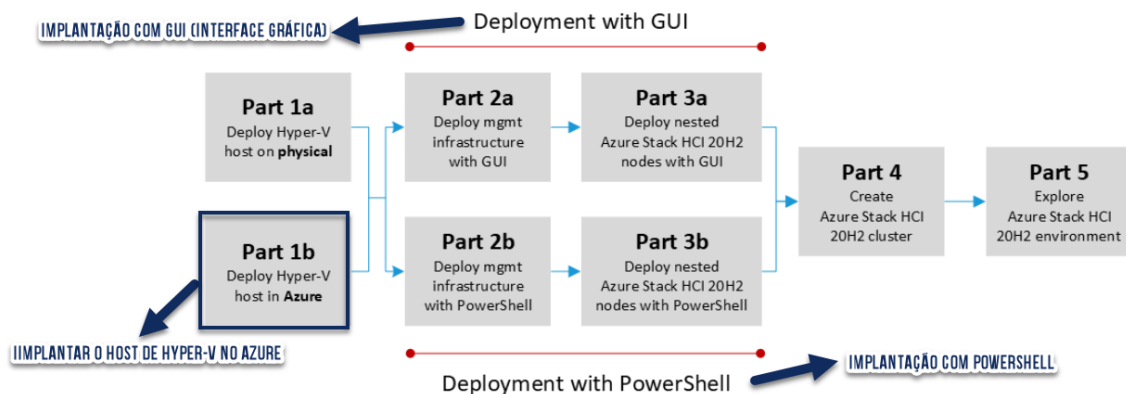 IMPLANTAÇÃO COM GUI (INTERFACE GRÁFICA)
Deployment with GUI
Part 1a
Deploy Hyper-V
host on physical
Part 2a
Deploy mgmt
infrastructure
with GUI
Part 3a
Deploy nested
Azure Stack HCI 20H2
nodes with GUI
Part 4
Create
Azure Stack HCI
20H2 cluster
Part 5
Explore
Azure Stack HCI
20H2 environment
Part 1b
Deploy Hyper-V
host in Azure
Part 2b
Deploy mgmt
infrastructure
with PowerShell
Part 3b
Deploy nested
Azure Stack HCI 20H2
nodes with PowerShell
IIMPLANTAR O HOST DE HYPER-V NO AZURE
Deployment with PowerShell
IMPLANTAÇÃO COM POWERSHELL